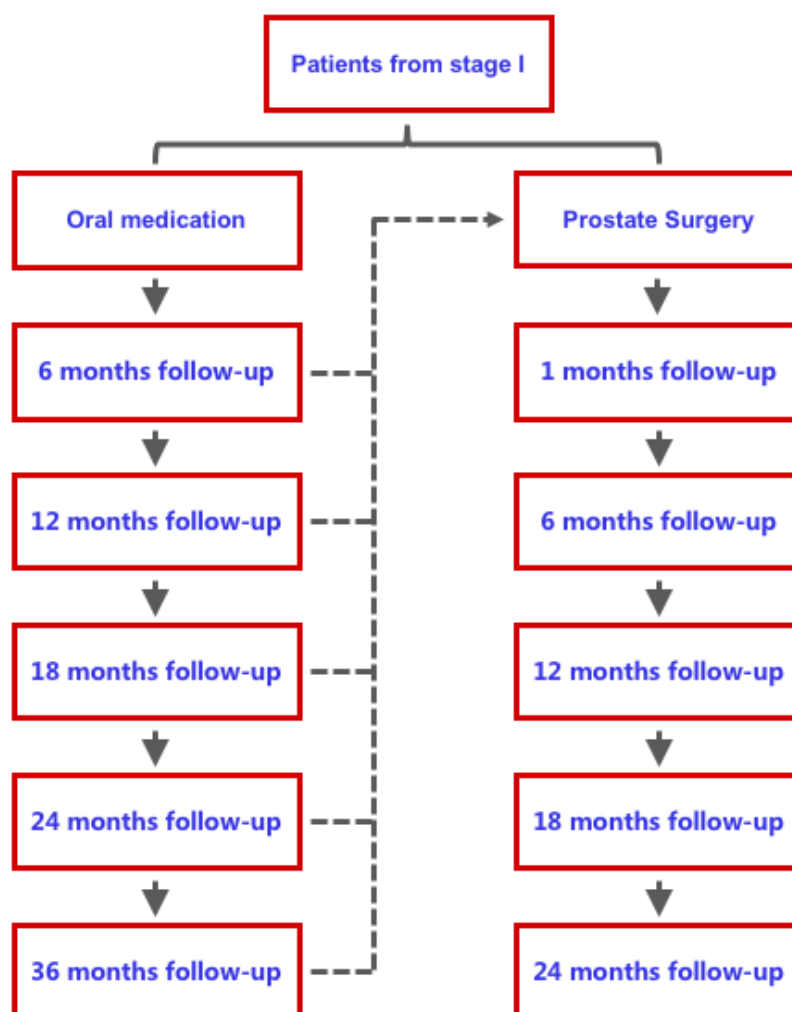 Patients from stage I
Oral medication
Prostate Surgery
6 months follow-up
1 months follow-up
12 months follow-up
6 months follow-up
18 months follow-up
12 months follow-up
24 months follow-up
18 months follow-up
36 months follow-up
24 months follow-up